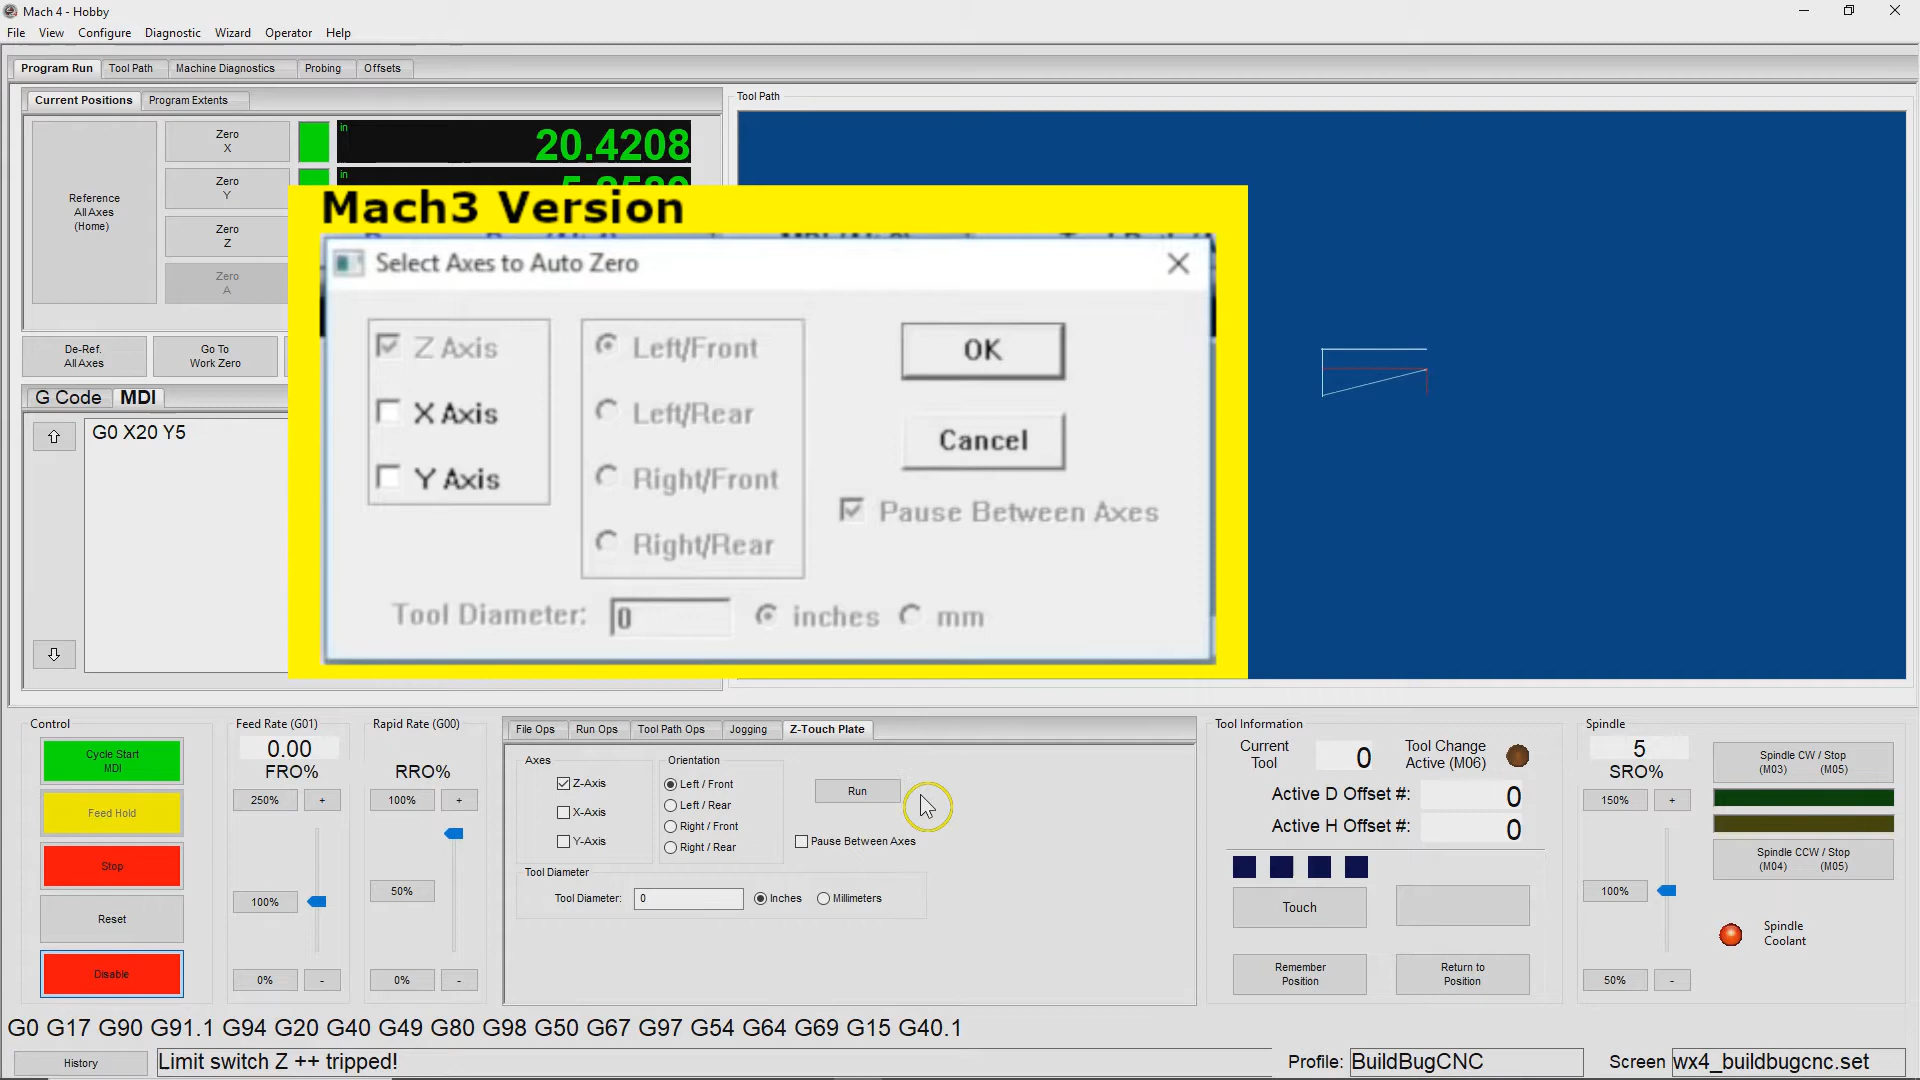 Mach 4 - Hobby
File View Configure Diagnostic Wizard Operator Help
Program Run Tool Path Machine Diagnostics Probing Offsets
Current Positions Program Extents
Tool Path
Reference
All Axes
(Home)
Zero
X
in
20.4208
Zero
Y
in
Zero
Z
Zero
A
De-Ref.
All Axes
Go To
Work Zero
G Code MDI
G0 X20 Y5
Mach3 Version
Select Axes to Auto Zero
Z Axis
X Axis
Y Axis
Left/Front
Left/Rear
Right/Front
Right/Rear
OK
Cancel
Pause Between Axes
Tool Diameter: 0 inches mm
Control
Cycle Start
MDI
Feed Hold
Stop
Reset
Disable
Feed Rate (G01)
0.00
FRO%
250% +
100%
0% -
Rapid Rate (G00)
RRO%
100% +
50%
0% -
File Ops Run Ops Tool Path Ops Jogging Z-Touch Plate
Axes
Z-Axis
X-Axis
Y-Axis
Orientation
Left / Front
Left / Rear
Right / Front
Right / Rear
Run
Pause Between Axes
Tool Diameter
Tool Diameter: 0 Inches Millimeters
Tool Information
Current
Tool
0
Tool Change
Active (M06)
Active D Offset #: 0
Active H Offset #: 0
Touch
Remember
Position
Return to
Position
Spindle
5
SRO%
150% +
100%
50% -
Spindle CW / Stop
(M03) (M05)
Spindle CCW / Stop
(M04) (M05)
Spindle
Coolant
G0 G17 G90 G91.1 G94 G20 G40 G49 G80 G98 G50 G67 G97 G54 G64 G69 G15 G40.1
History Limit switch Z ++ tripped! Profile: BuildBugCNC Screen wx4_buildbugcnc.set